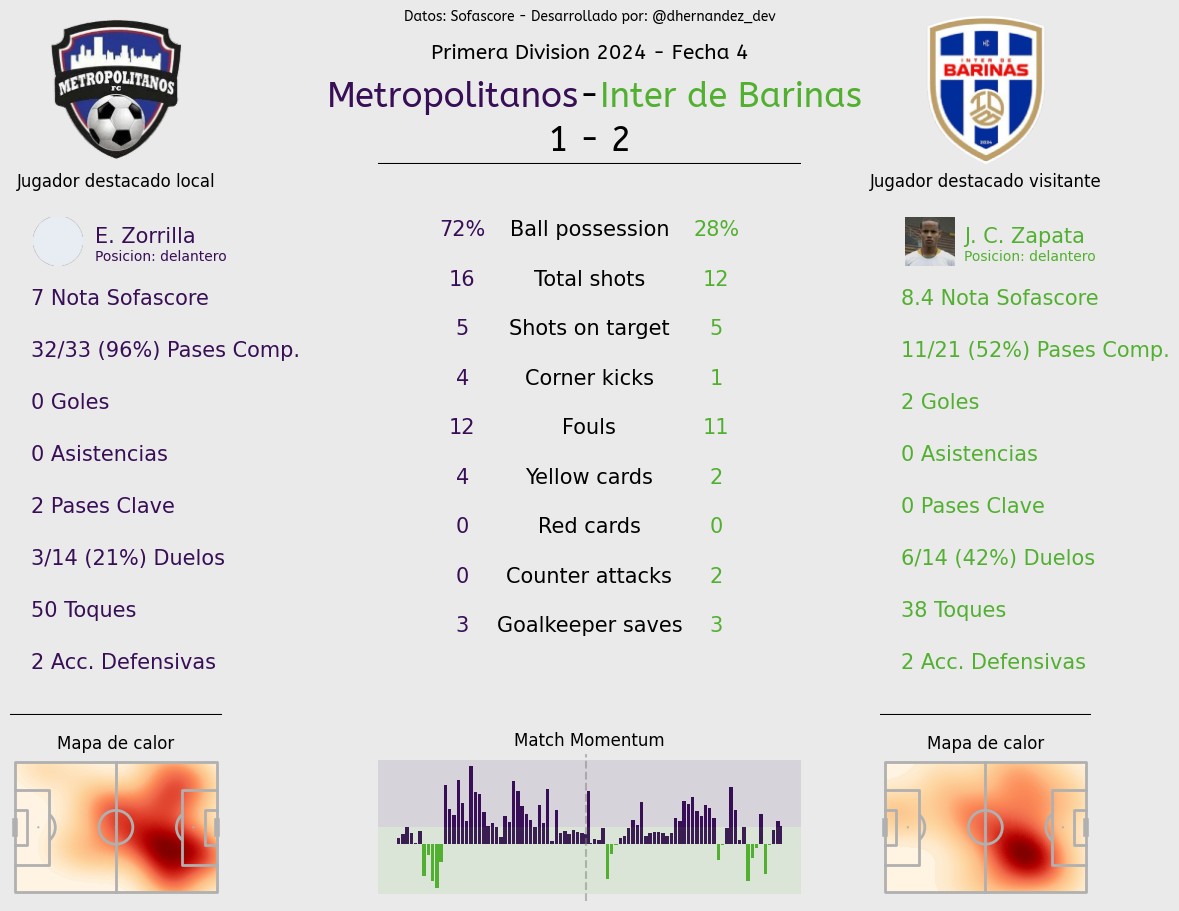 Datos: Sofascore - Desarrollado por: @dhernandez_dev
Primera Division 2024 - Fecha 4
Metropolitanos-Inter de Barinas
1 - 2
METROPOLITANOS
FC
INTER DE
BARINAS
2024
Jugador destacado local
E. Zorrilla
Posicion: delantero
7 Nota Sofascore
32/33 (96%) Pases Comp.
0 Goles
0 Asistencias
2 Pases Clave
3/14 (21%) Duelos
50 Toques
2 Acc. Defensivas
Mapa de calor
72% Ball possession 28%
16 Total shots 12
5 Shots on target 5
4 Corner kicks 1
12 Fouls 11
4 Yellow cards 2
0 Red cards 0
0 Counter attacks 2
3 Goalkeeper saves 3
Match Momentum
Jugador destacado visitante
J. C. Zapata
Posicion: delantero
8.4 Nota Sofascore
11/21 (52%) Pases Comp.
2 Goles
0 Asistencias
0 Pases Clave
6/14 (42%) Duelos
38 Toques
2 Acc. Defensivas
Mapa de calor